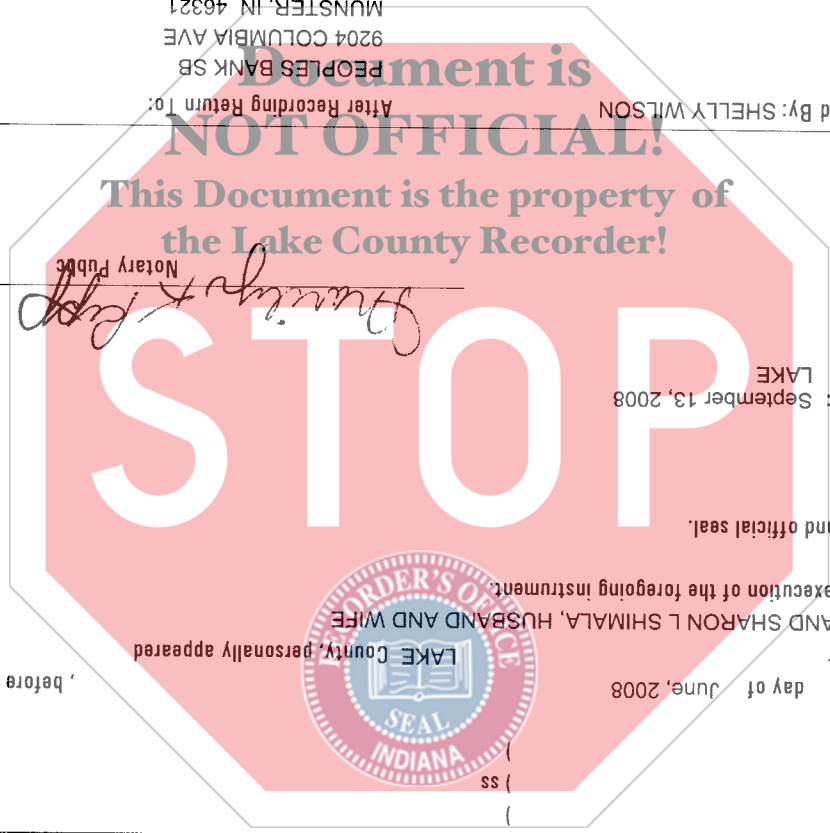 Document is
NOT OFFICIAL!
This Document is the property of
the Lake County Recorder!
STOP
RECORDER'S OFFICE
SEAL
INDIANA
)
) ss
)
day of June, 2008 , before
LAKE County, personally appeared
AND SHARON L SHIMALA, HUSBAND AND WIFE
execution of the foregoing instrument.
and official seal.
: September 13, 2008
LAKE
Marilyn K
Notary Public
d By: SHELLY WILSON After Recording Return To:
PEOPLES BANK SB
9204 COLUMBIA AVE
MUNSTER, IN 46321